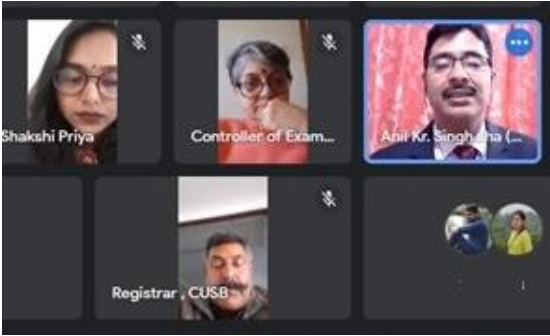 Shakshi Priya
Controller of Exam...
Anil Kr. Singh Jha (...
Registrar , CUSB